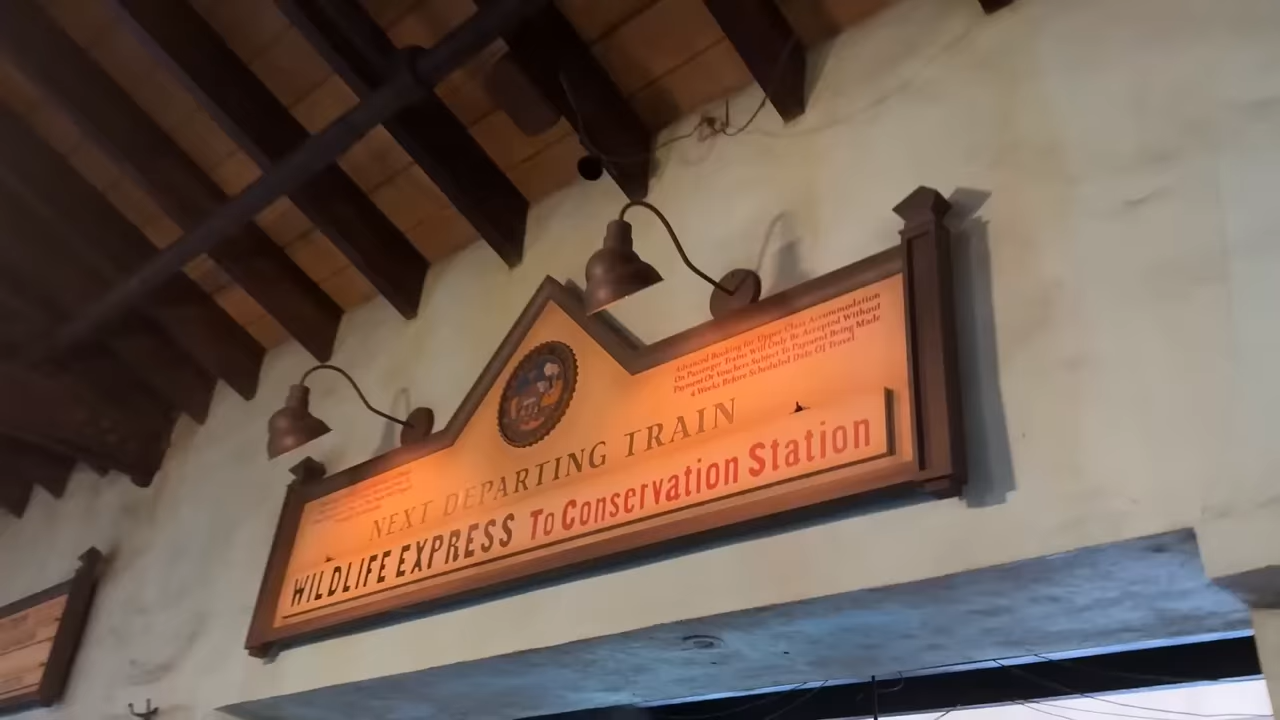 Advanced Booking for Upper Class Accommodation
On Passenger Trains Will Only Be Accepted Without
Payment Or Vouchers Subject To Payment Being Made
4 Weeks Before Scheduled Date Of Travel
NEXT DEPARTING TRAIN
WILDLIFE EXPRESS To Conservation Station